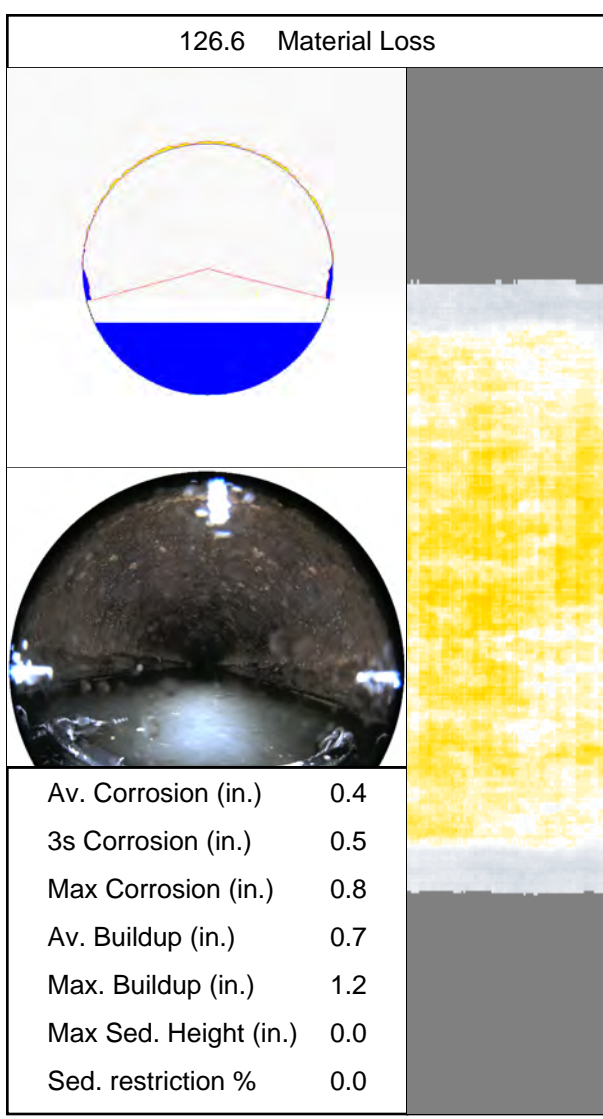 126.6 Material Loss
Av. Corrosion (in.) 0.4
3s Corrosion (in.) 0.5
Max Corrosion (in.) 0.8
Av. Buildup (in.) 0.7
Max. Buildup (in.) 1.2
Max Sed. Height (in.) 0.0
Sed. restriction % 0.0